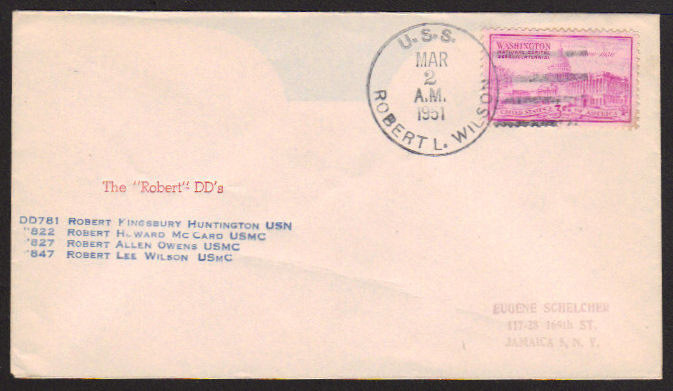 U.S.S.
MAR
2
A.M.
1951
ROBERT L. WILSON
WASHINGTON
NATIONAL CAPITAL
SESQUICENTENNIAL
UNITED STATES 3¢ OF AMERICA
The "Robert" DD's
DD781 ROBERT KINGSBURY HUNTINGTON USN
"822 ROBERT HOWARD MC CARD USMC
"827 ROBERT ALLEN OWENS USMC
"847 ROBERT LEE WILSON USMC
EUGENE SCHELCHER
117-28 169th ST.
JAMAICA 5, N. Y.